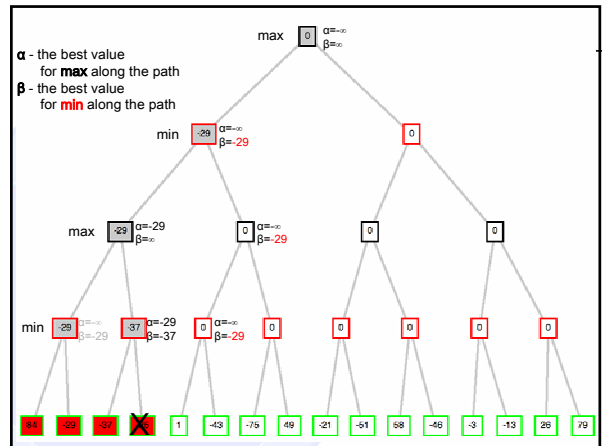 max 0 α=-∞
β=∞
α - the best value
for max along the path
β - the best value
for min along the path
min -29 α=-∞
β=-29
0
max -29 α=-29
β=∞
0 α=-∞
β=-29
0
0
min -29 α=-∞
β=-29
-37 α=-29
β=-37
0 α=-∞
β=-29
0
0
0
0
0
-84 -29 -37 X 1 -43 -75 49 -21 -51 58 -46 -3 -13 26 79